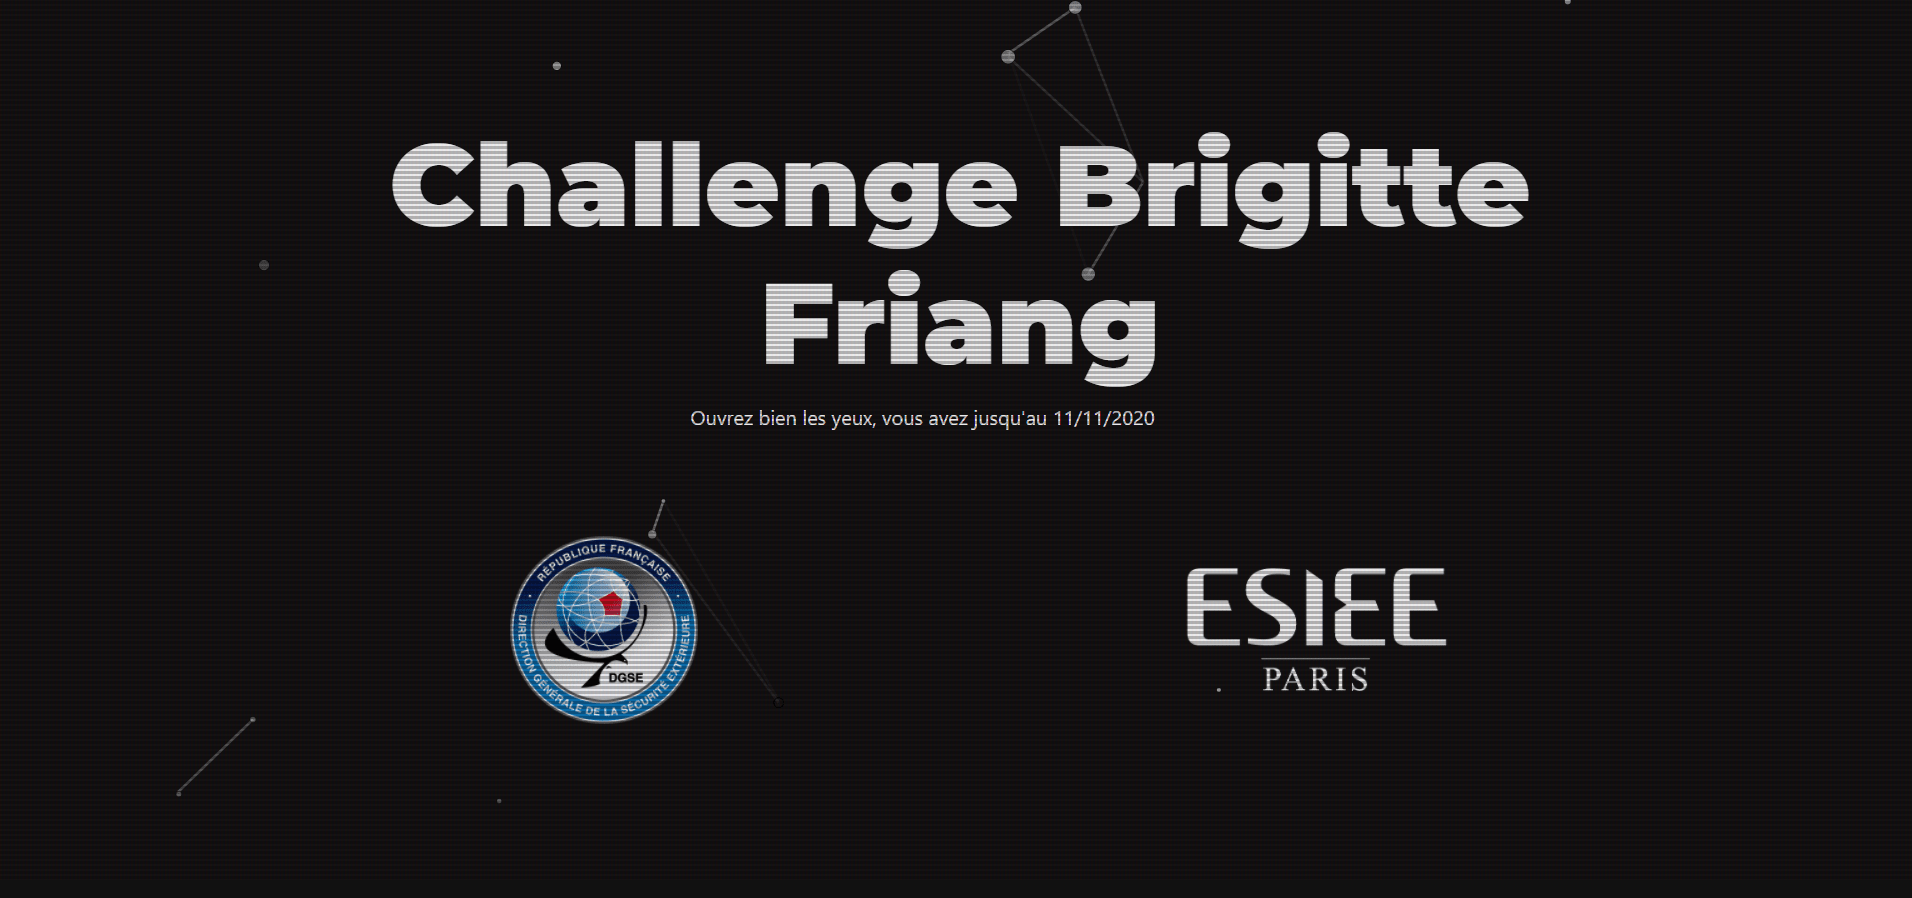 Challenge Brigitte
Friang
Ouvrez bien les yeux, vous avez jusqu'au 11/11/2020
RÉPUBLIQUE FRANÇAISE
DIRECTION GÉNÉRALE DE LA SÉCURITÉ EXTÉRIEURE
DGSE
ESIEE
PARIS